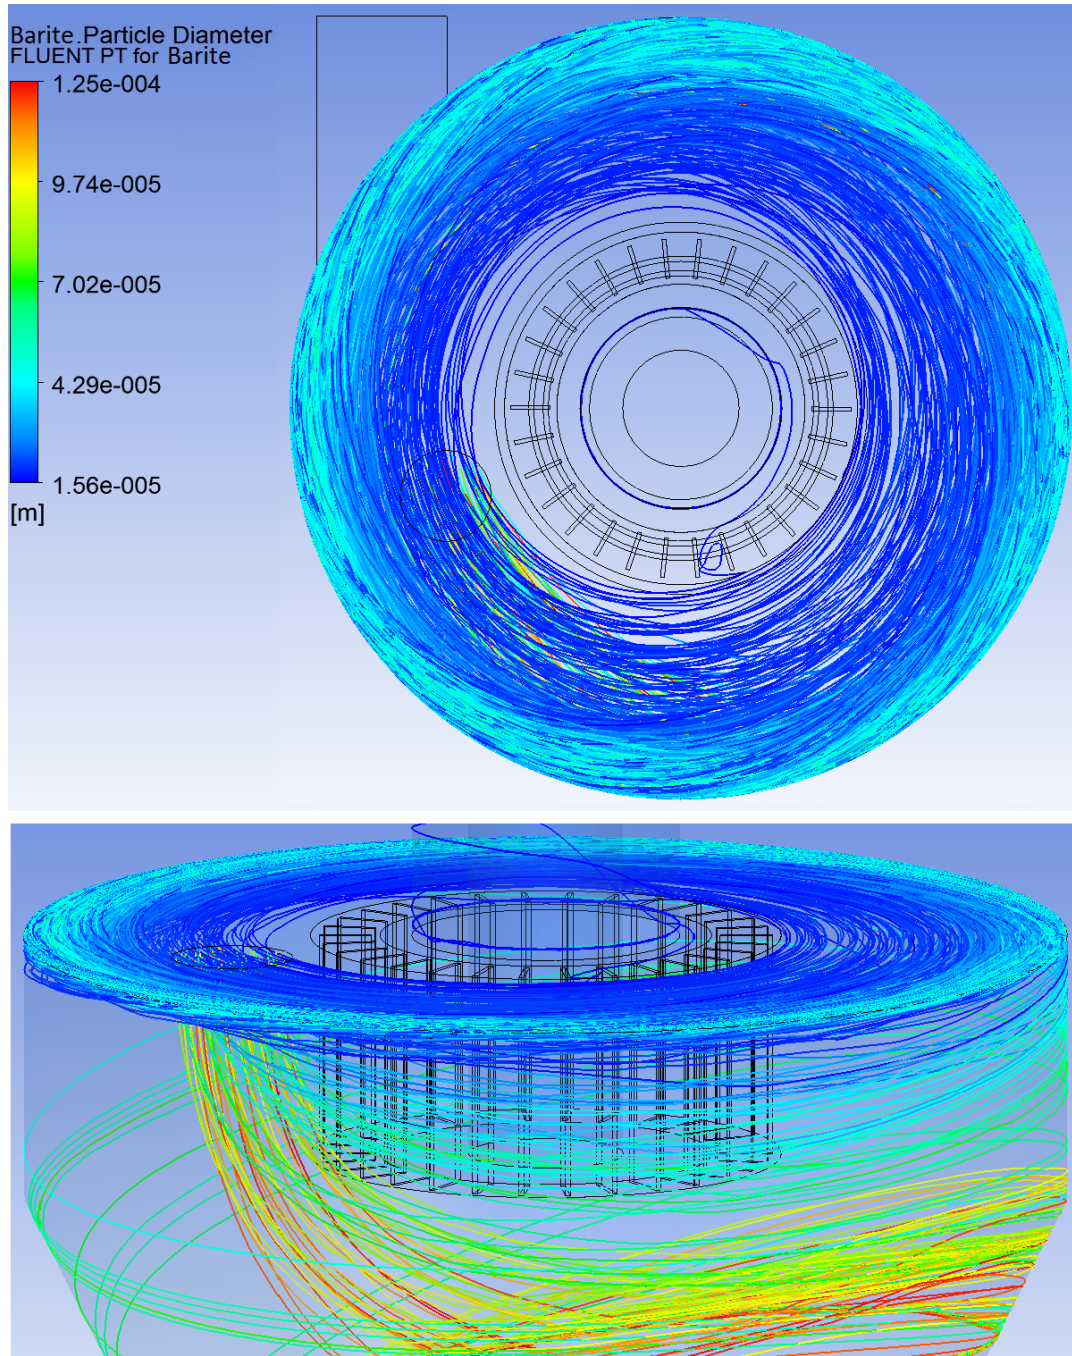 Barite.Particle Diameter
FLUENT PT for Barite
1.25e-004
9.74e-005
7.02e-005
4.29e-005
1.56e-005
[m]